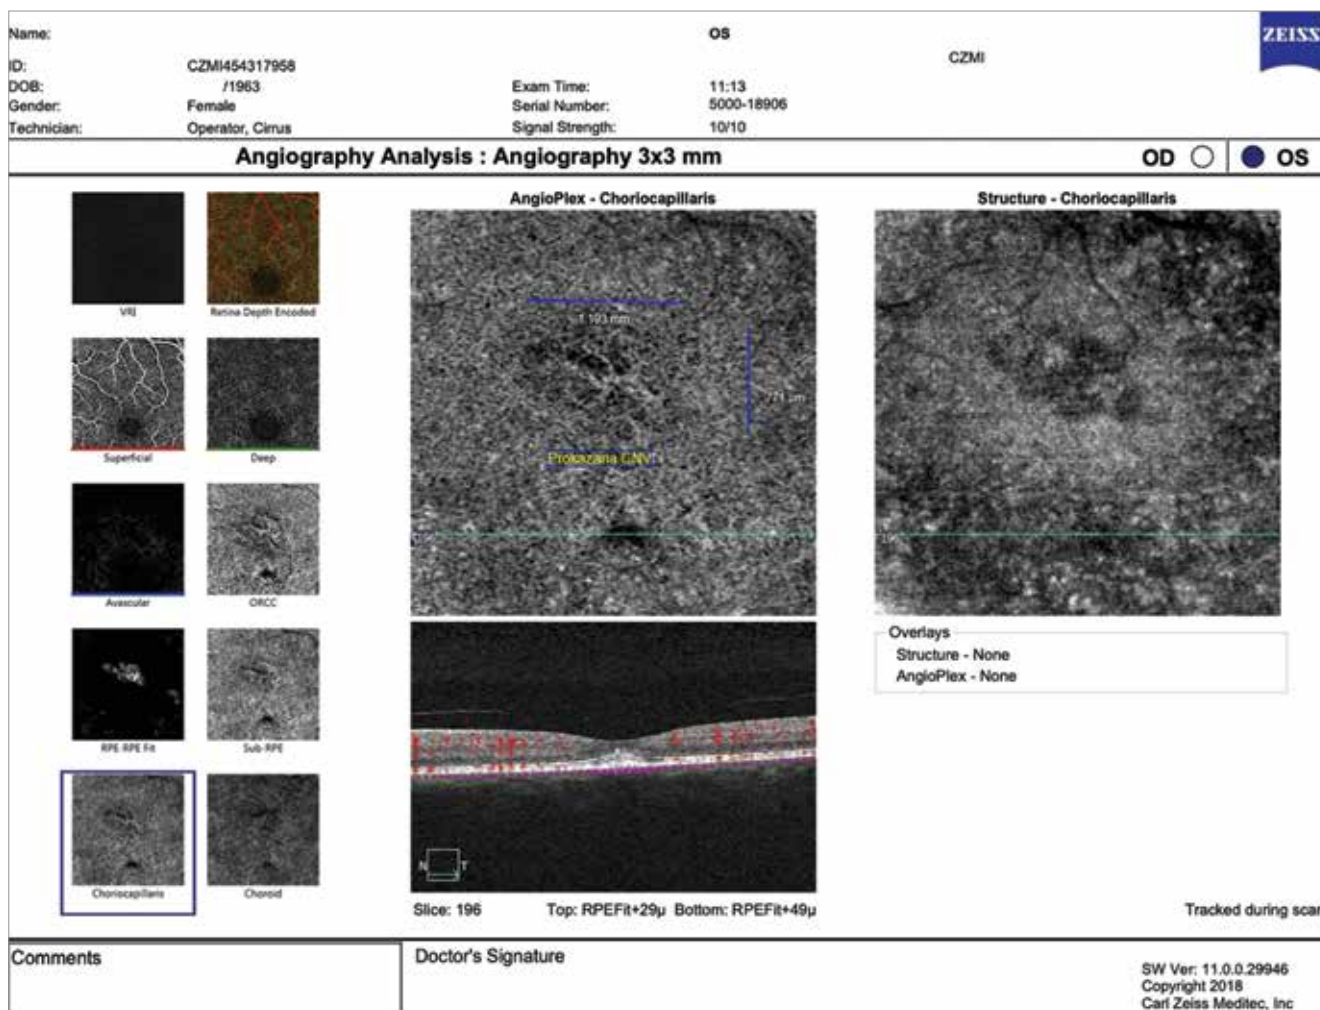 Name:
OS
ZEISS
CZMI
ID: CZMI454317958
DOB: /1963 Exam Time: 11:13
Gender: Female Serial Number: 5000-18906
Technician: Operator, Cirrus Signal Strength: 10/10
Angiography Analysis : Angiography 3x3 mm
OD OS
VRI
Retina Depth Encoded
Superficial
Deep
Avascular
ORCC
RPE-RPE Fit
Sub-RPE
Choriocapillaris
Choroid
AngioPlex - Choriocapillaris
1.193 mm
Prokazana CNV
N T
Slice: 196 Top: RPEFit+29µ Bottom: RPEFit+49µ
Structure - Choriocapillaris
Overlays
Structure - None
AngioPlex - None
Tracked during scan
Comments
Doctor's Signature
SW Ver: 11.0.0.29946
Copyright 2018
Carl Zeiss Meditec, Inc